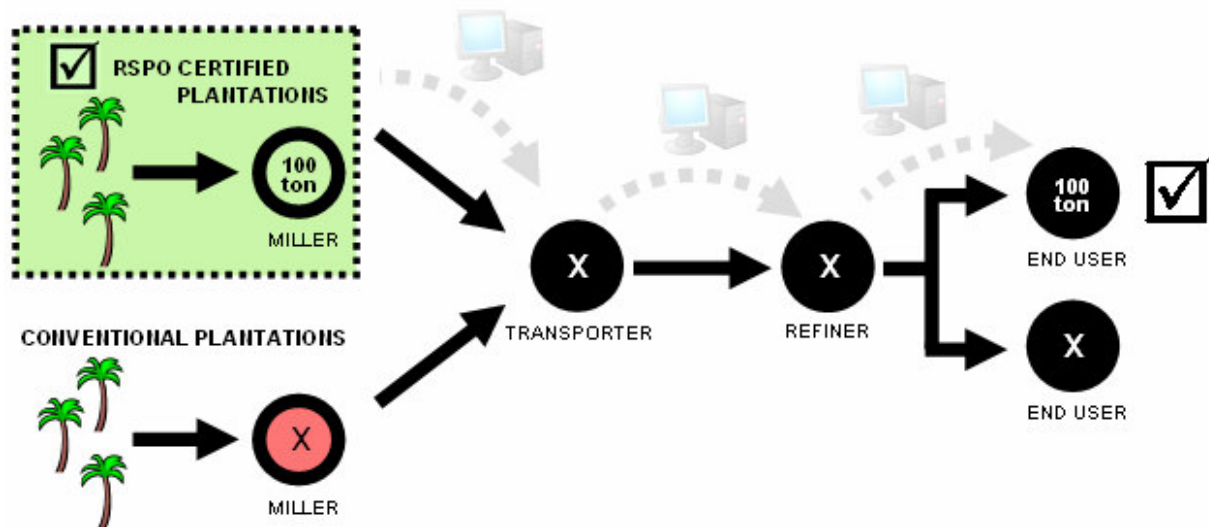 RSPO CERTIFIED
PLANTATIONS
100
ton
MILLER
CONVENTIONAL PLANTATIONS
X
MILLER
X
TRANSPORTER
X
REFINER
100
ton
END USER
X
END USER